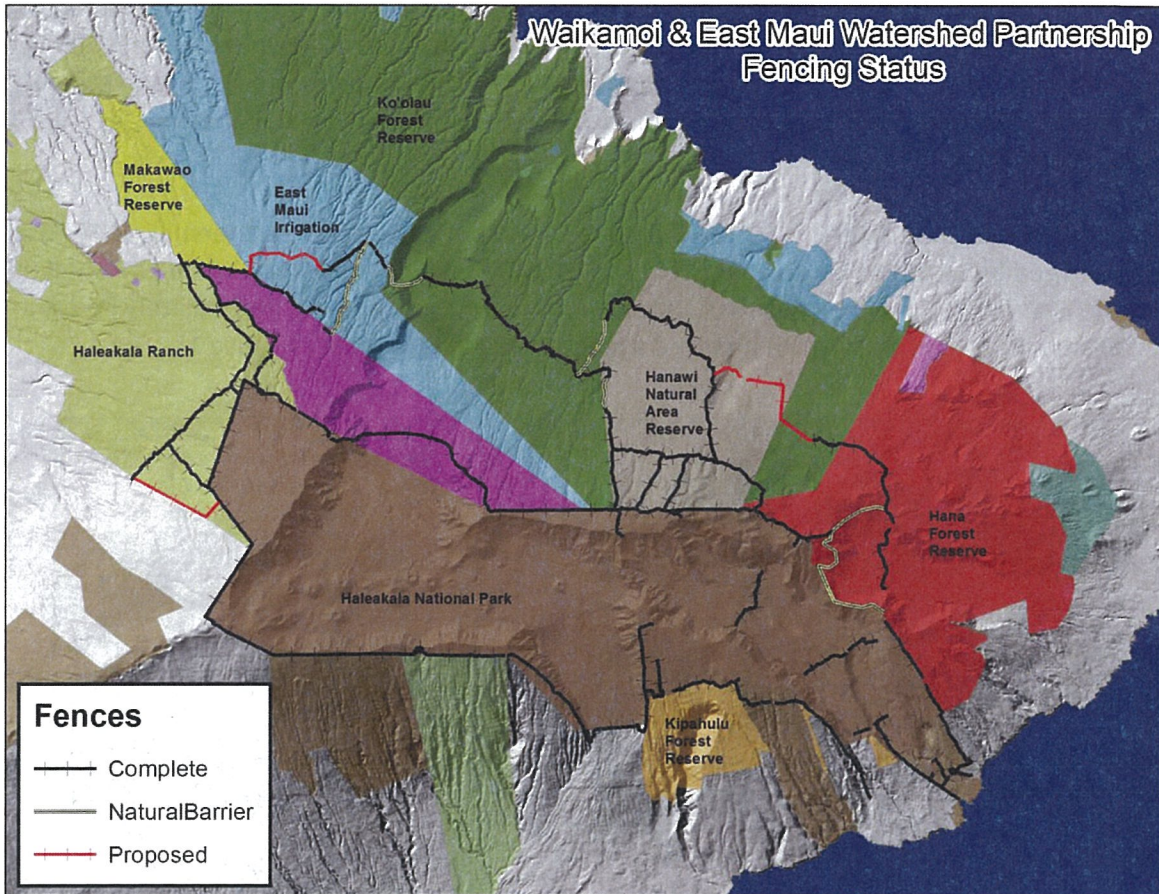 Waikamoi & East Maui Watershed Partnership
Fencing Status
Ko'olau
Forest
Reserve
Makawao
Forest
Reserve
East
Maui
Irrigation
Haleakala Ranch
Hanawi
Natural
Area
Reserve
Hana
Forest
Reserve
Haleakala National Park
Kipahulu
Forest
Reserve
Fences
Complete
NaturalBarrier
Proposed